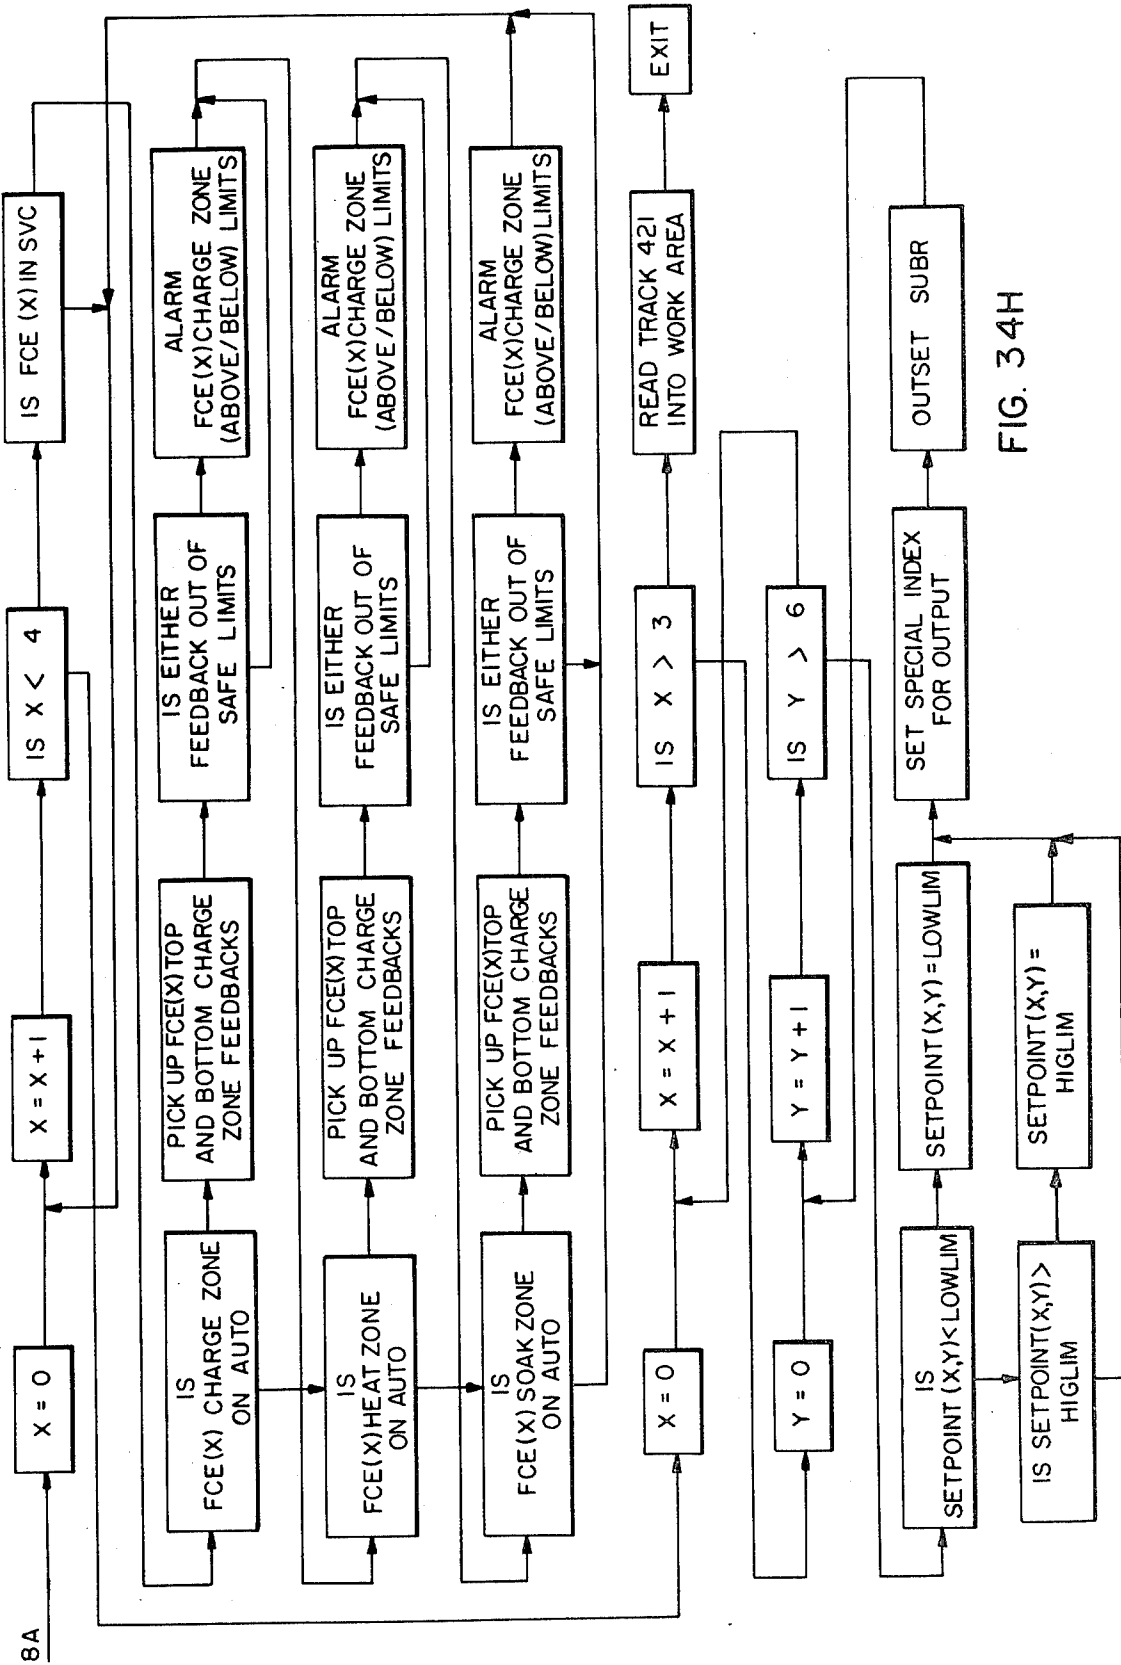 8A
X = 0
X = X + 1
IS X < 4
IS FCE (X) IN SVC
IS
FCE(X) CHARGE ZONE
ON AUTO
PICK UP FCE(X) TOP
AND BOTTOM CHARGE
ZONE FEEDBACKS
IS EITHER
FEEDBACK OUT OF
SAFE LIMITS
ALARM
FCE(X) CHARGE ZONE
(ABOVE/BELOW) LIMITS
IS
FCE(X) HEAT ZONE
ON AUTO
PICK UP FCE(X) TOP
AND BOTTOM CHARGE
ZONE FEEDBACKS
IS EITHER
FEEDBACK OUT OF
SAFE LIMITS
ALARM
FCE(X) CHARGE ZONE
(ABOVE/BELOW) LIMITS
IS
FCE(X) SOAK ZONE
ON AUTO
PICK UP FCE(X) TOP
AND BOTTOM CHARGE
ZONE FEEDBACKS
IS EITHER
FEEDBACK OUT OF
SAFE LIMITS
ALARM
FCE(X) CHARGE ZONE
(ABOVE/BELOW) LIMITS
X = 0
X = X + 1
IS X > 3
READ TRACK 421
INTO WORK AREA
EXIT
Y = 0
Y = Y + 1
IS Y > 6
IS
SETPOINT (X,Y) < LOWLIM
SETPOINT (X,Y) = LOWLIM
SET SPECIAL INDEX
FOR OUTPUT
OUTSET SUBR
IS SETPOINT (X,Y) >
HIGLIM
SETPOINT (X,Y) =
HIGLIM
FIG. 34H